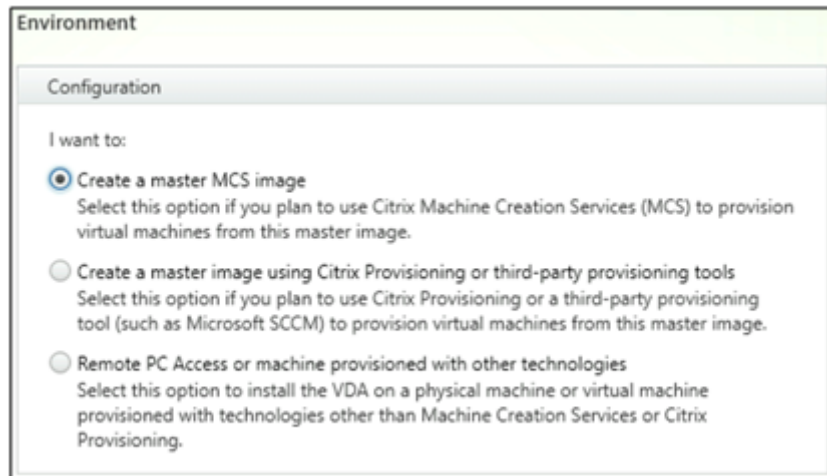 Environment
Configuration
I want to:
Create a master MCS image
Select this option if you plan to use Citrix Machine Creation Services (MCS) to provision
virtual machines from this master image.
Create a master image using Citrix Provisioning or third-party provisioning tools
Select this option if you plan to use Citrix Provisioning or a third-party provisioning
tool (such as Microsoft SCCM) to provision virtual machines from this master image.
Remote PC Access or machine provisioned with other technologies
Select this option to install the VDA on a physical machine or virtual machine
provisioned with technologies other than Machine Creation Services or Citrix
Provisioning.